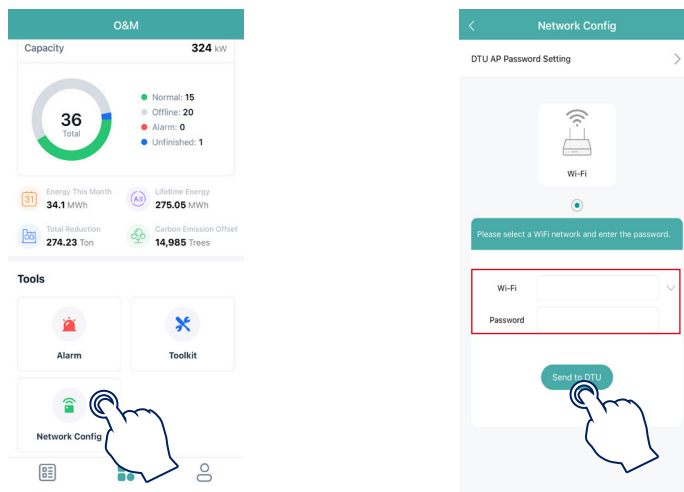 O&M
Capacity 324 kW
36
Total
Normal: 15
Offline: 20
Alarm: 0
Unfinished: 1
31
Energy This Month
34.1 MWh
All
Lifetime Energy
275.05 MWh
Total Reduction
274.23 Ton
Carbon Emission Offset
14,985 Trees
Tools
Alarm
Toolkit
Network Config
Network Config
DTU AP Password Setting
Wi-Fi
Please select a WiFi network and enter the password.
Wi-Fi
Password
Send to DTU